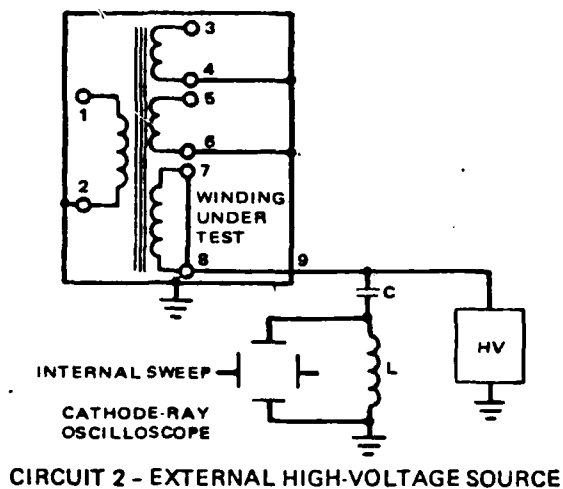 3
4
1
5
6
2
7
WINDING
UNDER
TEST
8
9
C
HV
INTERNAL SWEEP
L
CATHODE-RAY
OSCILLOSCOPE
CIRCUIT 2 - EXTERNAL HIGH-VOLTAGE SOURCE